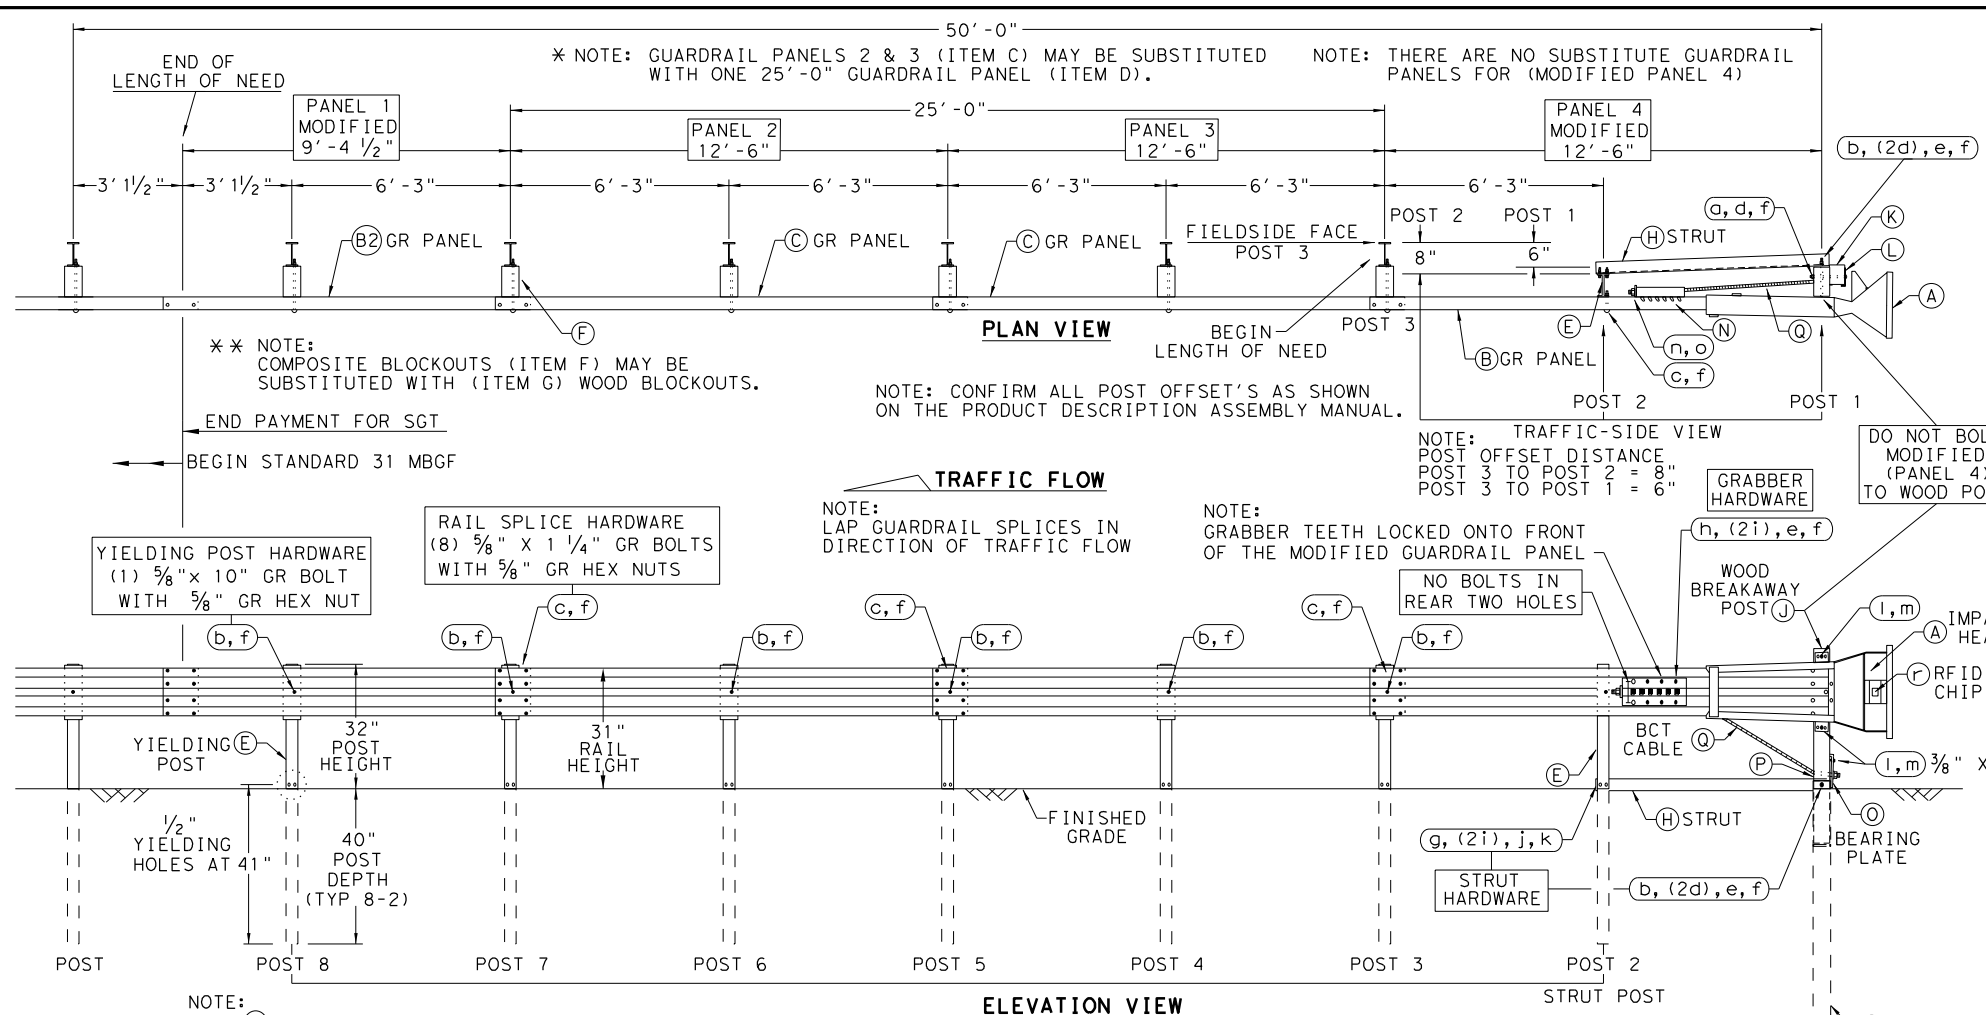 50'-0"
* NOTE: GUARDRAIL PANELS 2 & 3 (ITEM C) MAY BE SUBSTITUTED
WITH ONE 25'-0" GUARDRAIL PANEL (ITEM D).
NOTE: THERE ARE NO SUBSTITUTE GUARDRAIL
PANELS FOR (MODIFIED PANEL 4)
END OF
LENGTH OF NEED
PANEL 1
MODIFIED
9'-4 1/2"
25'-0"
PANEL 2
12'-6"
PANEL 3
12'-6"
PANEL 4
MODIFIED
12'-6"
b, (2d), e, f
3' 1 1/2"
3' 1 1/2"
6'-3"
6'-3"
6'-3"
6'-3"
6'-3"
6'-3"
POST 2
POST 1
a, d, f
K
B2 GR PANEL
C GR PANEL
C GR PANEL
FIELDSIDE FACE
POST 3
8"
6"
H STRUT
L
A
F
PLAN VIEW
BEGIN
LENGTH OF NEED
POST 3
E
N
Q
n, o
B GR PANEL
c, f
** NOTE:
COMPOSITE BLOCKOUTS (ITEM F) MAY BE
SUBSTITUTED WITH (ITEM G) WOOD BLOCKOUTS.
NOTE: CONFIRM ALL POST OFFSET'S AS SHOWN
ON THE PRODUCT DESCRIPTION ASSEMBLY MANUAL.
POST 2
POST 1
END PAYMENT FOR SGT
BEGIN STANDARD 31 MBGF
TRAFFIC-SIDE VIEW
NOTE:
POST OFFSET DISTANCE
POST 3 TO POST 2 = 8"
POST 3 TO POST 1 = 6"
DO NOT
MODIFIED
(PANEL 4)
TO WOOD
TRAFFIC FLOW
NOTE:
LAP GUARDRAIL SPLICES IN
DIRECTION OF TRAFFIC FLOW
GRABBER
HARDWARE
NOTE:
GRABBER TEETH LOCKED ONTO FRONT
OF THE MODIFIED GUARDRAIL PANEL
h, (2i), e, f
RAIL SPLICE HARDWARE
(8) 5/8" X 1 1/4" GR BOLTS
WITH 5/8" GR HEX NUTS
YIELDING POST HARDWARE
(1) 5/8"x 10" GR BOLT
WITH 5/8" GR HEX NUT
NO BOLTS IN
REAR TWO HOLES
WOOD
BREAKAWAY
POST J
c, f
c, f
c, f
l, m
b, f
b, f
b, f
b, f
b, f
b, f
A
r RFID
CHIP
YIELDING E
POST
32"
POST
HEIGHT
31"
RAIL
HEIGHT
BCT
CABLE
Q
E
P
l, m 3/8" X
1/2"
YIELDING
HOLES AT 41"
40"
POST
DEPTH
(TYP 8-2)
FINISHED
GRADE
H STRUT
O
BEARING
PLATE
g, (2i), j, k
STRUT
HARDWARE
b, (2d), e, f
POST
POST 8
POST 7
POST 6
POST 5
POST 4
POST 3
POST 2
STRUT POST
NOTE:
ELEVATION VIEW